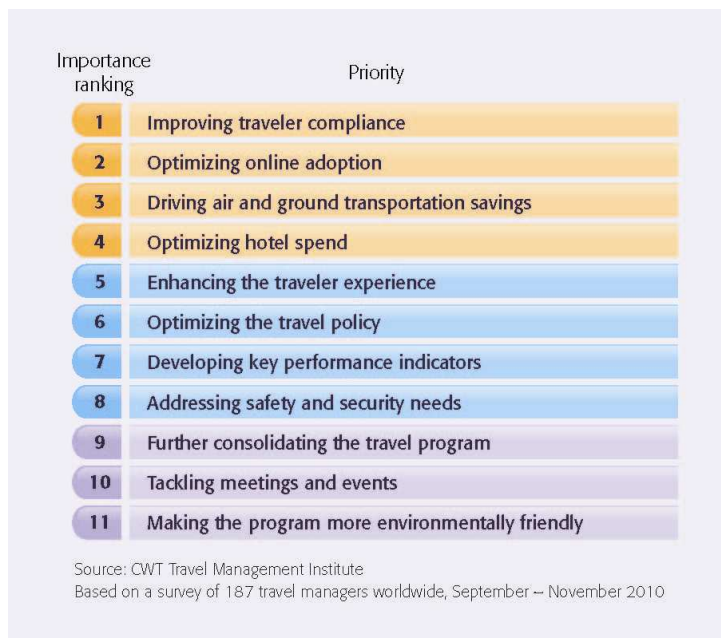 Importance
ranking
Priority
1 Improving traveler compliance
2 Optimizing online adoption
3 Driving air and ground transportation savings
4 Optimizing hotel spend
5 Enhancing the traveler experience
6 Optimizing the travel policy
7 Developing key performance indicators
8 Addressing safety and security needs
9 Further consolidating the travel program
10 Tackling meetings and events
11 Making the program more environmentally friendly
Source: CWT Travel Management Institute
Based on a survey of 187 travel managers worldwide, September – November 2010